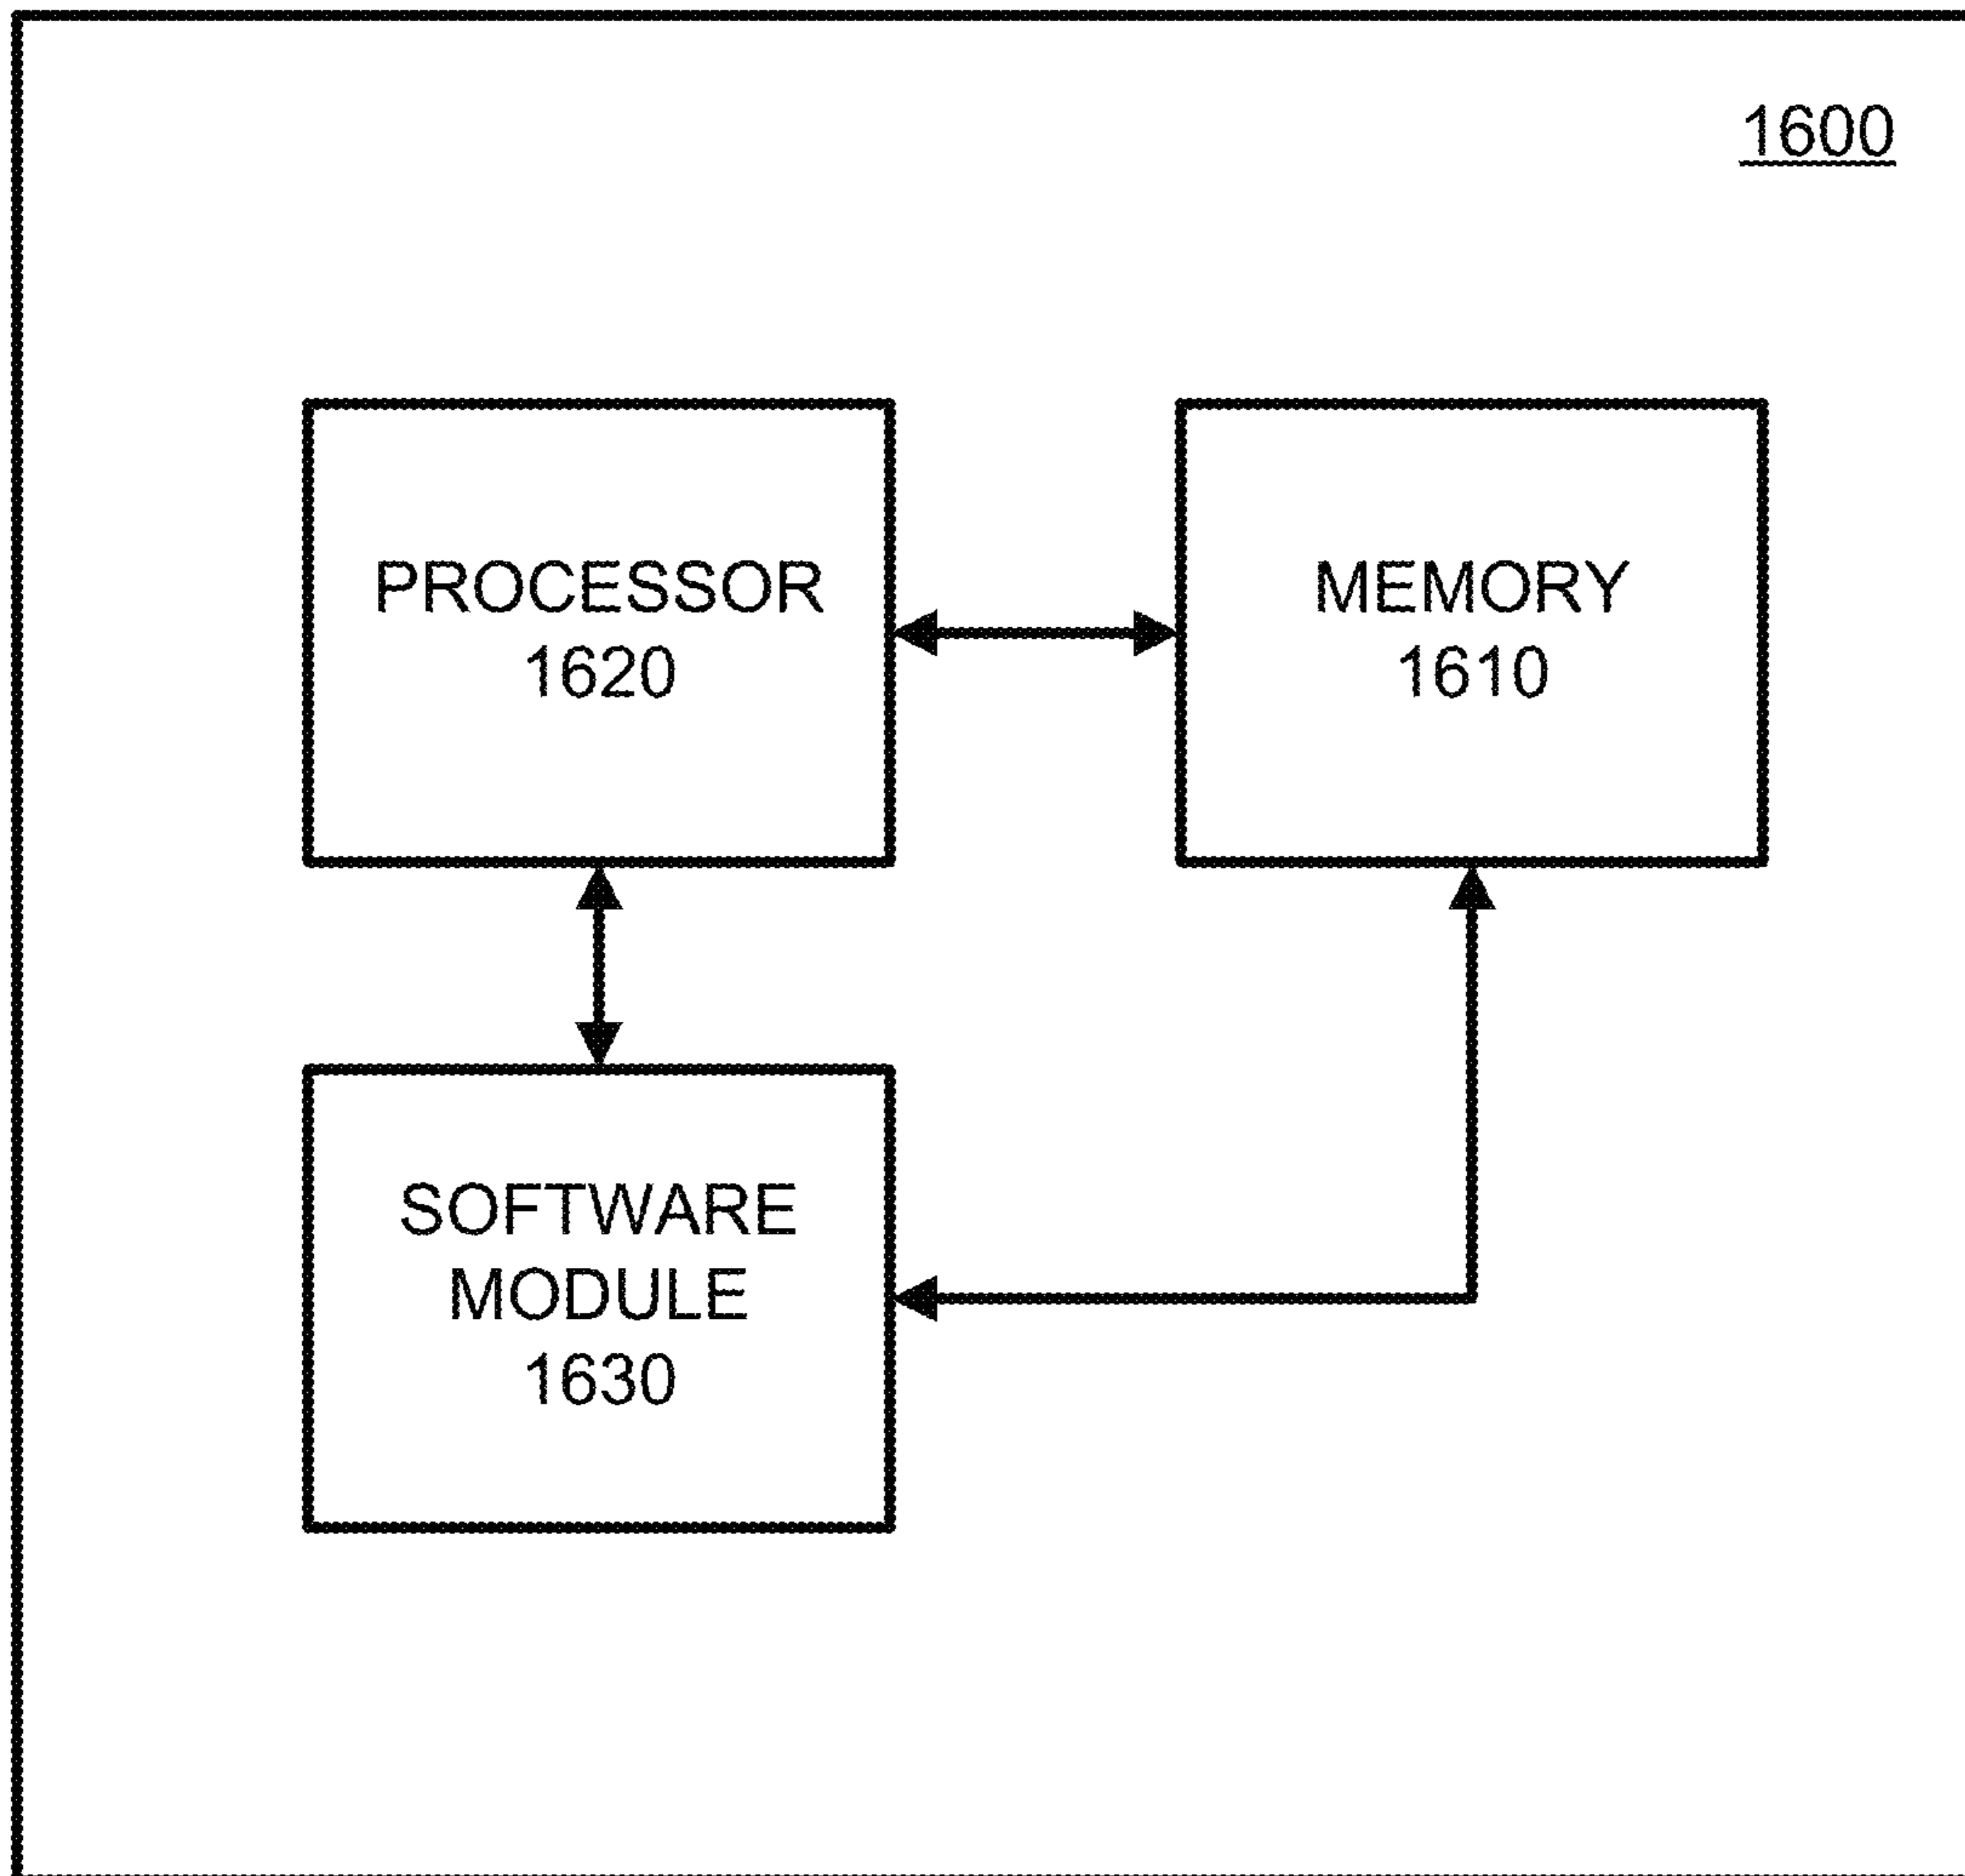 1600
PROCESSOR
1620
MEMORY
1610
SOFTWARE
MODULE
1630